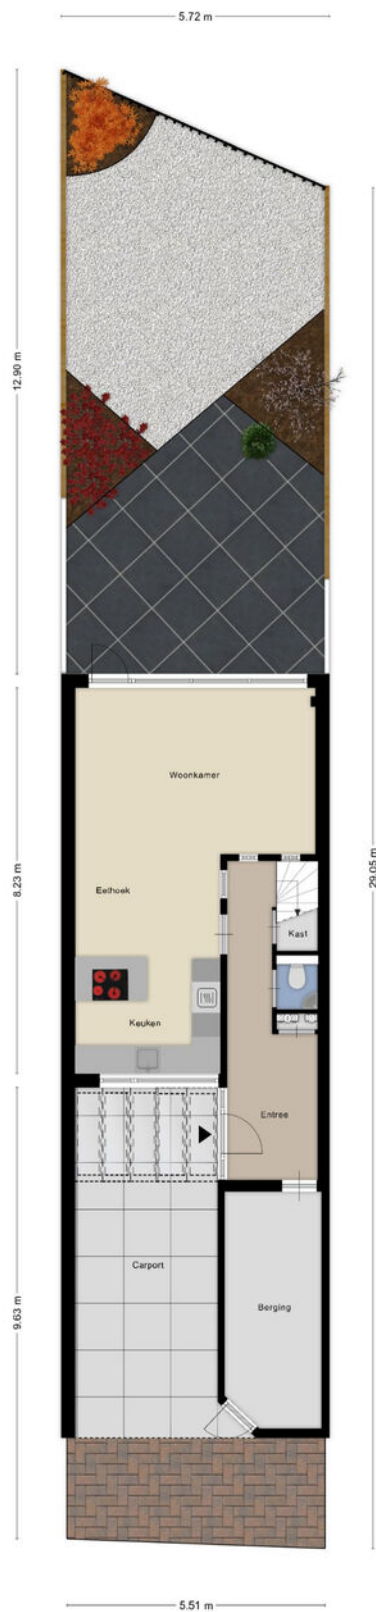 5.72 m
12.90 m
Woonkamer
8.23 m
29.05 m
Eethoek
Kast
Keuken
Entree
Carport
Berging
9.63 m
5.51 m